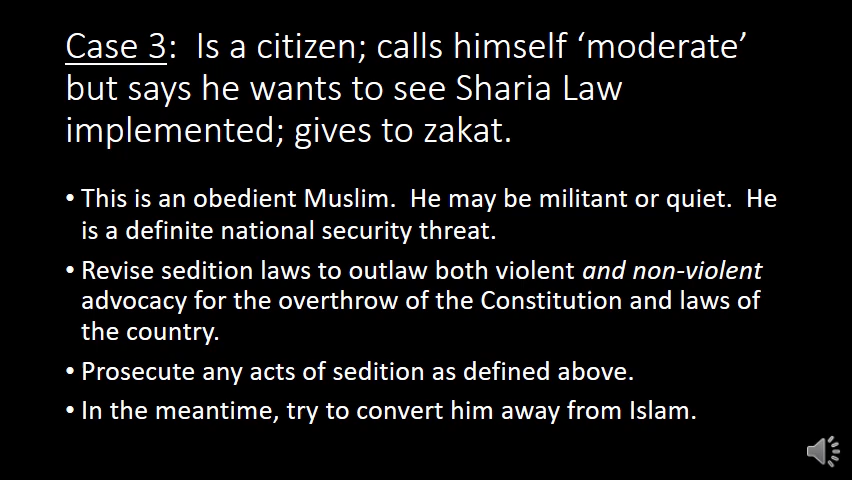 Case 3:  Is a citizen; calls himself ‘moderate’
but says he wants to see Sharia Law
implemented; gives to zakat.
• This is an obedient Muslim.  He may be militant or quiet.  He
is a definite national security threat.
• Revise sedition laws to outlaw both violent and non-violent
advocacy for the overthrow of the Constitution and laws of
the country.
• Prosecute any acts of sedition as defined above.
• In the meantime, try to convert him away from Islam.